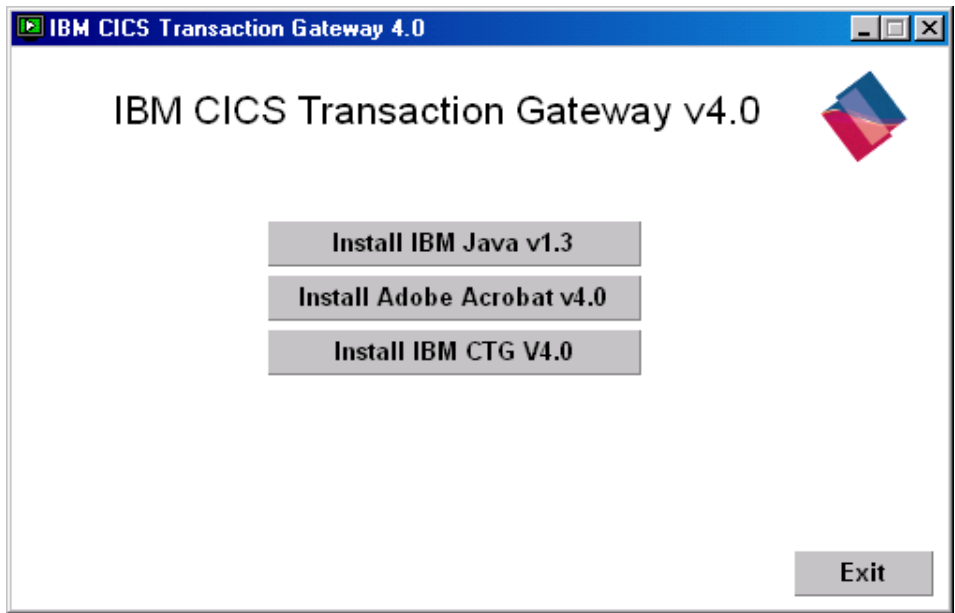 IBM CICS Transaction Gateway 4.0
IBM CICS Transaction Gateway v4.0
Install IBM Java v1.3
Install Adobe Acrobat v4.0
Install IBM CTG V4.0
Exit